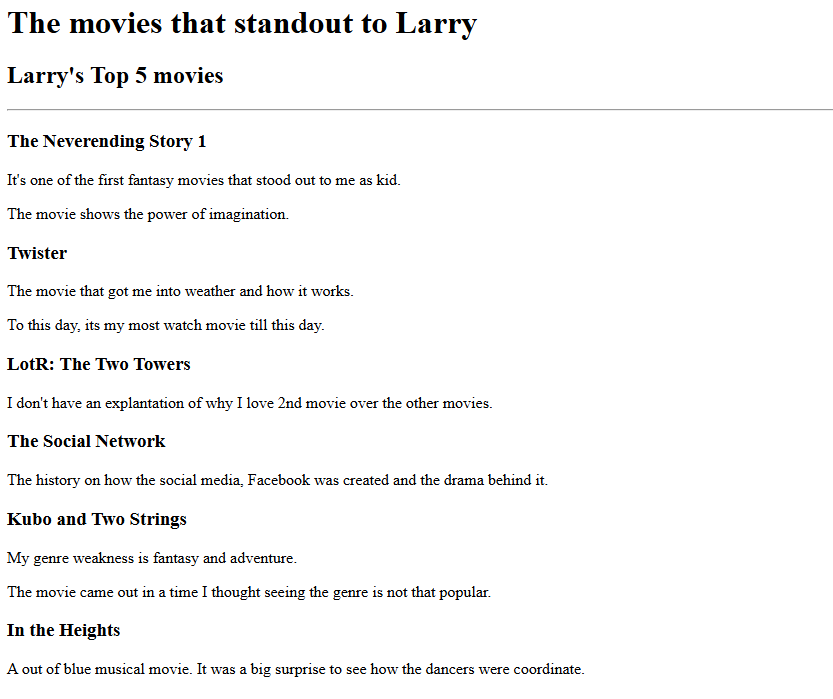 The movies that standout to Larry
Larry's Top 5 movies
The Neverending Story 1
It's one of the first fantasy movies that stood out to me as kid.
The movie shows the power of imagination.
Twister
The movie that got me into weather and how it works.
To this day, its my most watch movie till this day.
LotR: The Two Towers
I don't have an explantation of why I love 2nd movie over the other movies.
The Social Network
The history on how the social media, Facebook was created and the drama behind it.
Kubo and Two Strings
My genre weakness is fantasy and adventure.
The movie came out in a time I thought seeing the genre is not that popular.
In the Heights
A out of blue musical movie. It was a big surprise to see how the dancers were coordinate.